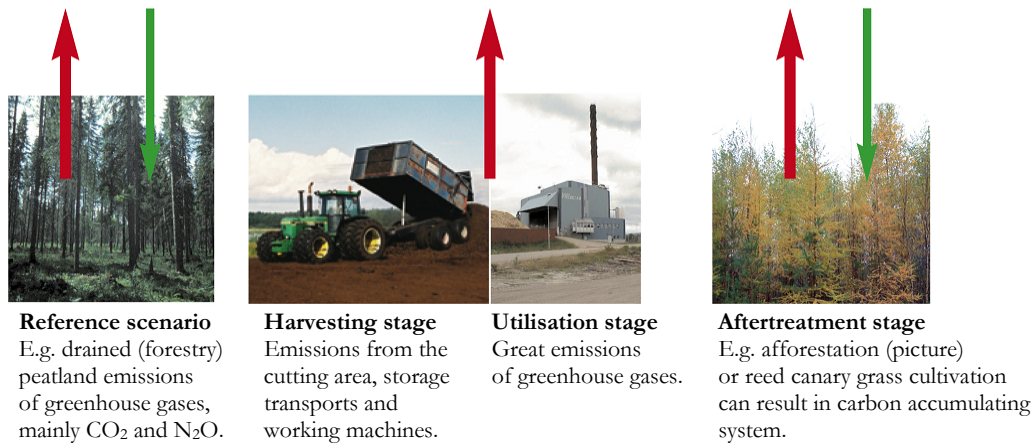 Reference scenario
E.g. drained (forestry)
peatland emissions
of greenhouse gases,
mainly CO₂ and N₂O.
Harvesting stage
Emissions from the
cutting area, storage
transports and
working machines.
Utilisation stage
Great emissions
of greenhouse gases.
Aftertreatment stage
E.g. afforestation (picture)
or reed canary grass cultivation
can result in carbon accumulating
system.